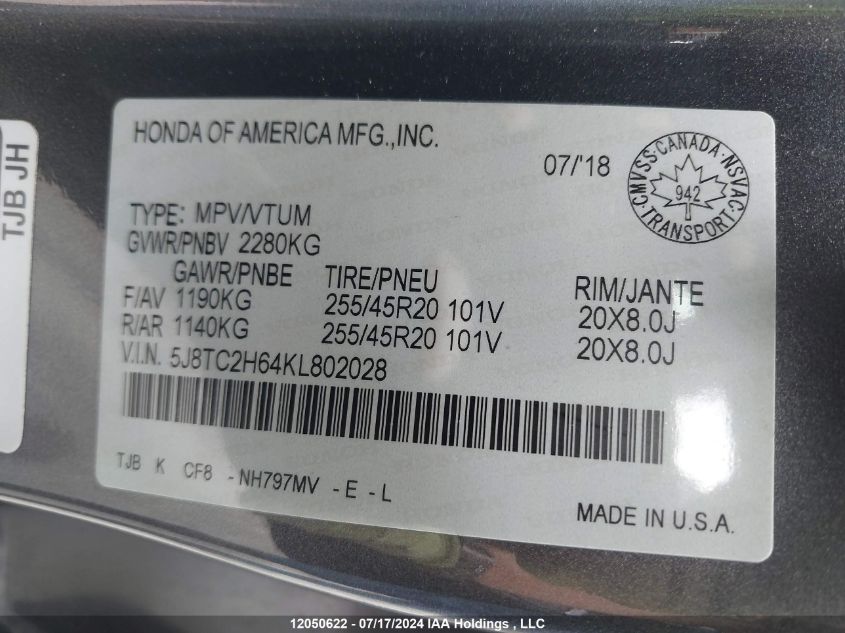 TJB JH
HONDA OF AMERICA MFG.,INC.
07/'18
CMVSS·CANADA·NSVAC·TRANSPORT·
942
TYPE: MPV/VTUM
GVWR/PNBV 2280KG
GAWR/PNBE TIRE/PNEU RIM/JANTE
F/AV 1190KG 255/45R20 101V 20X8.0J
R/AR 1140KG 255/45R20 101V 20X8.0J
V.I.N. 5J8TC2H64KL802028
TJB K CF8 -NH797MV -E -L
MADE IN U.S.A.
12050622 - 07/17/2024 IAA Holdings, LLC